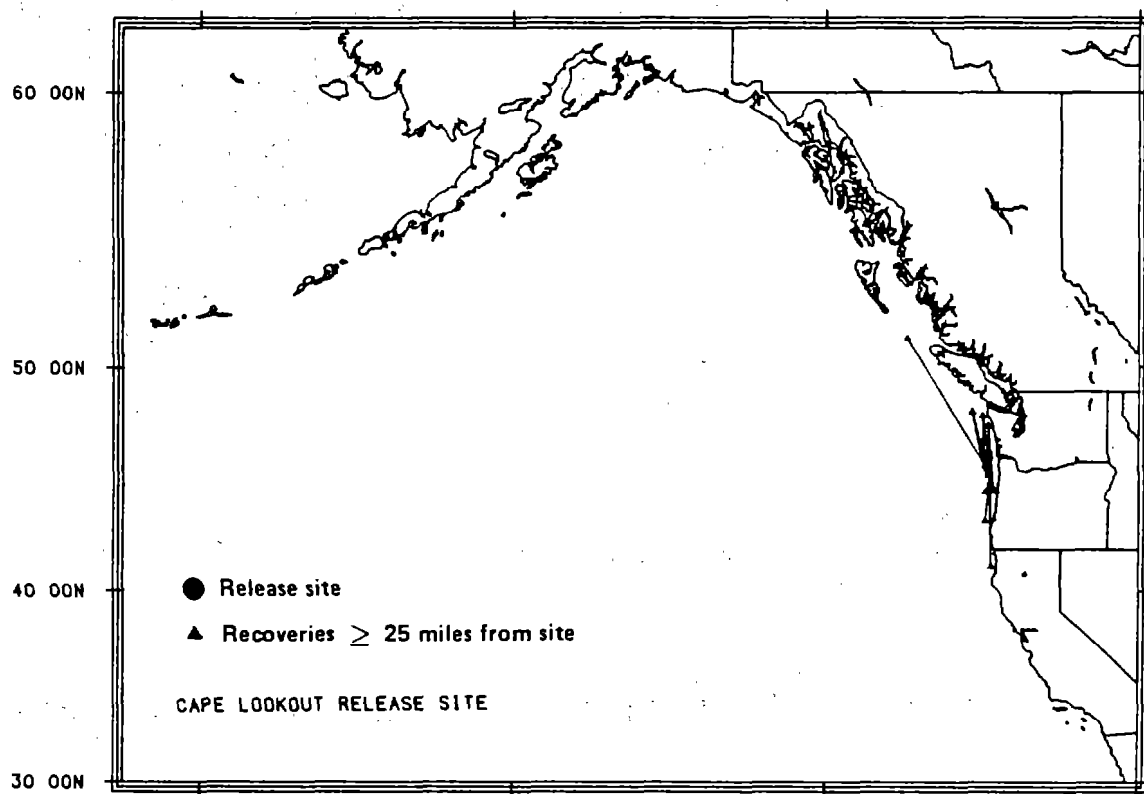 60 00N
50 00N
40 00N
● Release site
▲ Recoveries ≥ 25 miles from site
CAPE LOOKOUT RELEASE SITE
30 00N